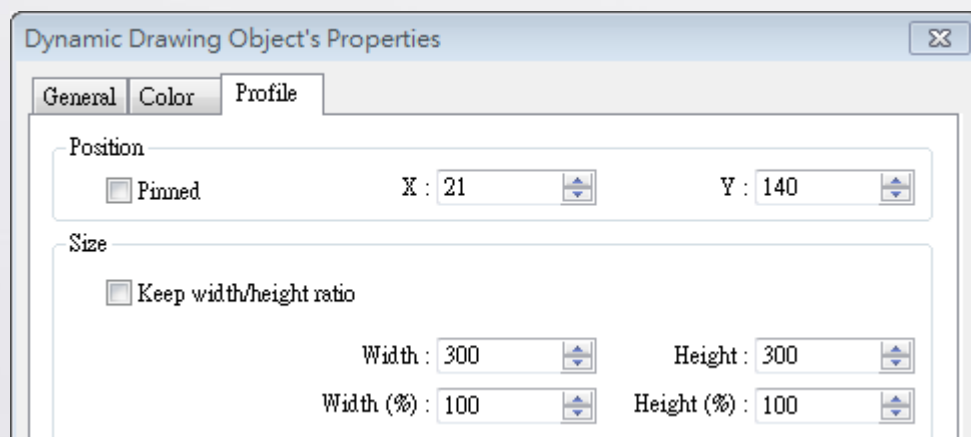 Dynamic Drawing Object's Properties
General Color Profile
Position
Pinned X : 21 Y : 140
Size
Keep width/height ratio
Width : 300 Height : 300
Width (%) : 100 Height (%) : 100